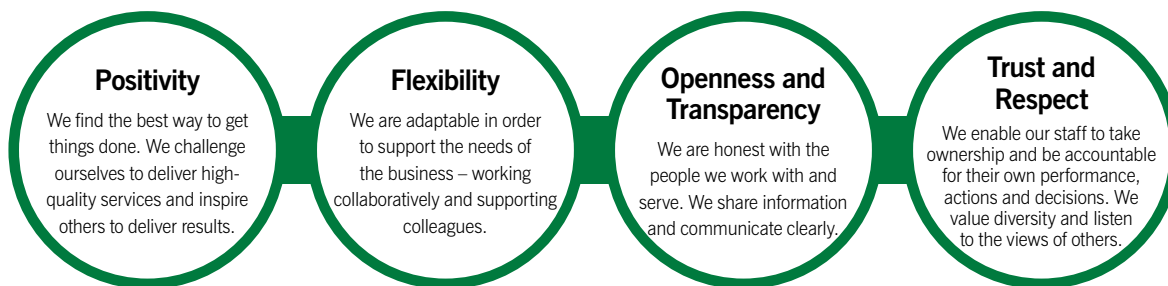 Positivity
We find the best way to get
things done. We challenge
ourselves to deliver high-
quality services and inspire
others to deliver results.
Flexibility
We are adaptable in order
to support the needs of
the business – working
collaboratively and supporting
colleagues.
Openness and
Transparency
We are honest with the
people we work with and
serve. We share information
and communicate clearly.
Trust and
Respect
We enable our staff to take
ownership and be accountable
for their own performance,
actions and decisions. We
value diversity and listen
to the views of others.